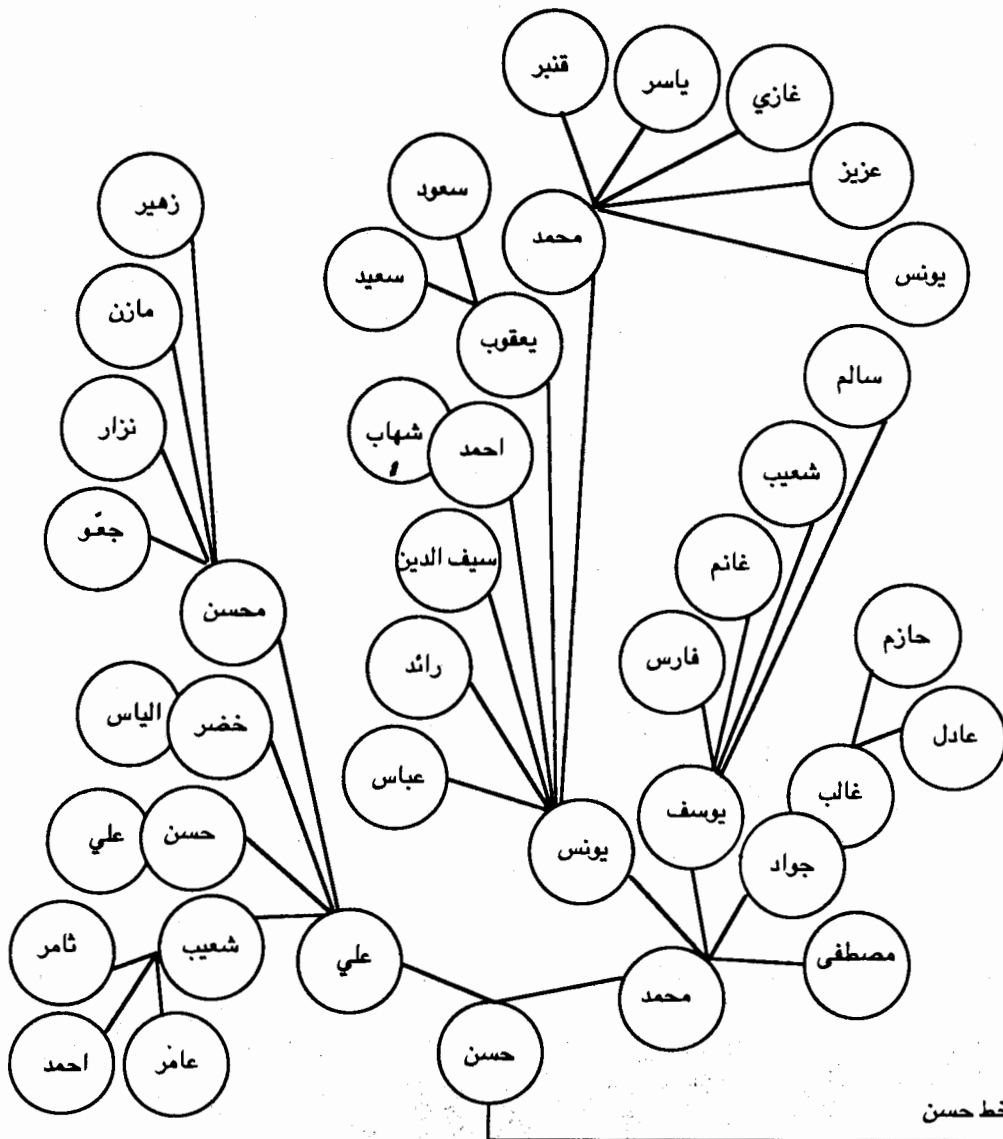 قنبر
ياسر
غازي
عزيز
يونس
محمد
سعود
سعيد
يعقوب
زهير
مازن
نزار
جعّو
محسن
شهاب
احمد
سيف الدين
رائد
عباس
يونس
سالم
شعيب
غانم
فارس
يوسف
حازم
عادل
غالب
جواد
مصطفى
محمد
الياس
خضر
علي
حسن
ثامر
شعيب
احمد
عامر
علي
حسن
خط حسن